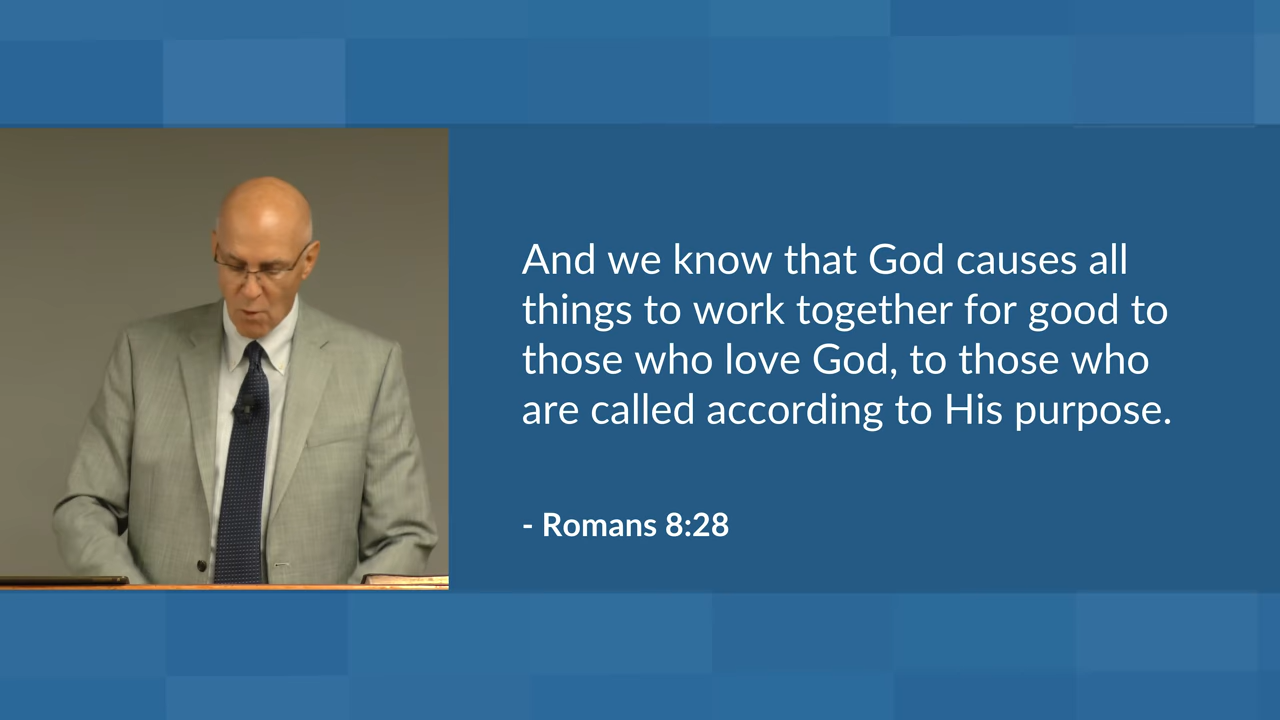 And we know that God causes all
things to work together for good to
those who love God, to those who
are called according to His purpose.
- Romans 8:28